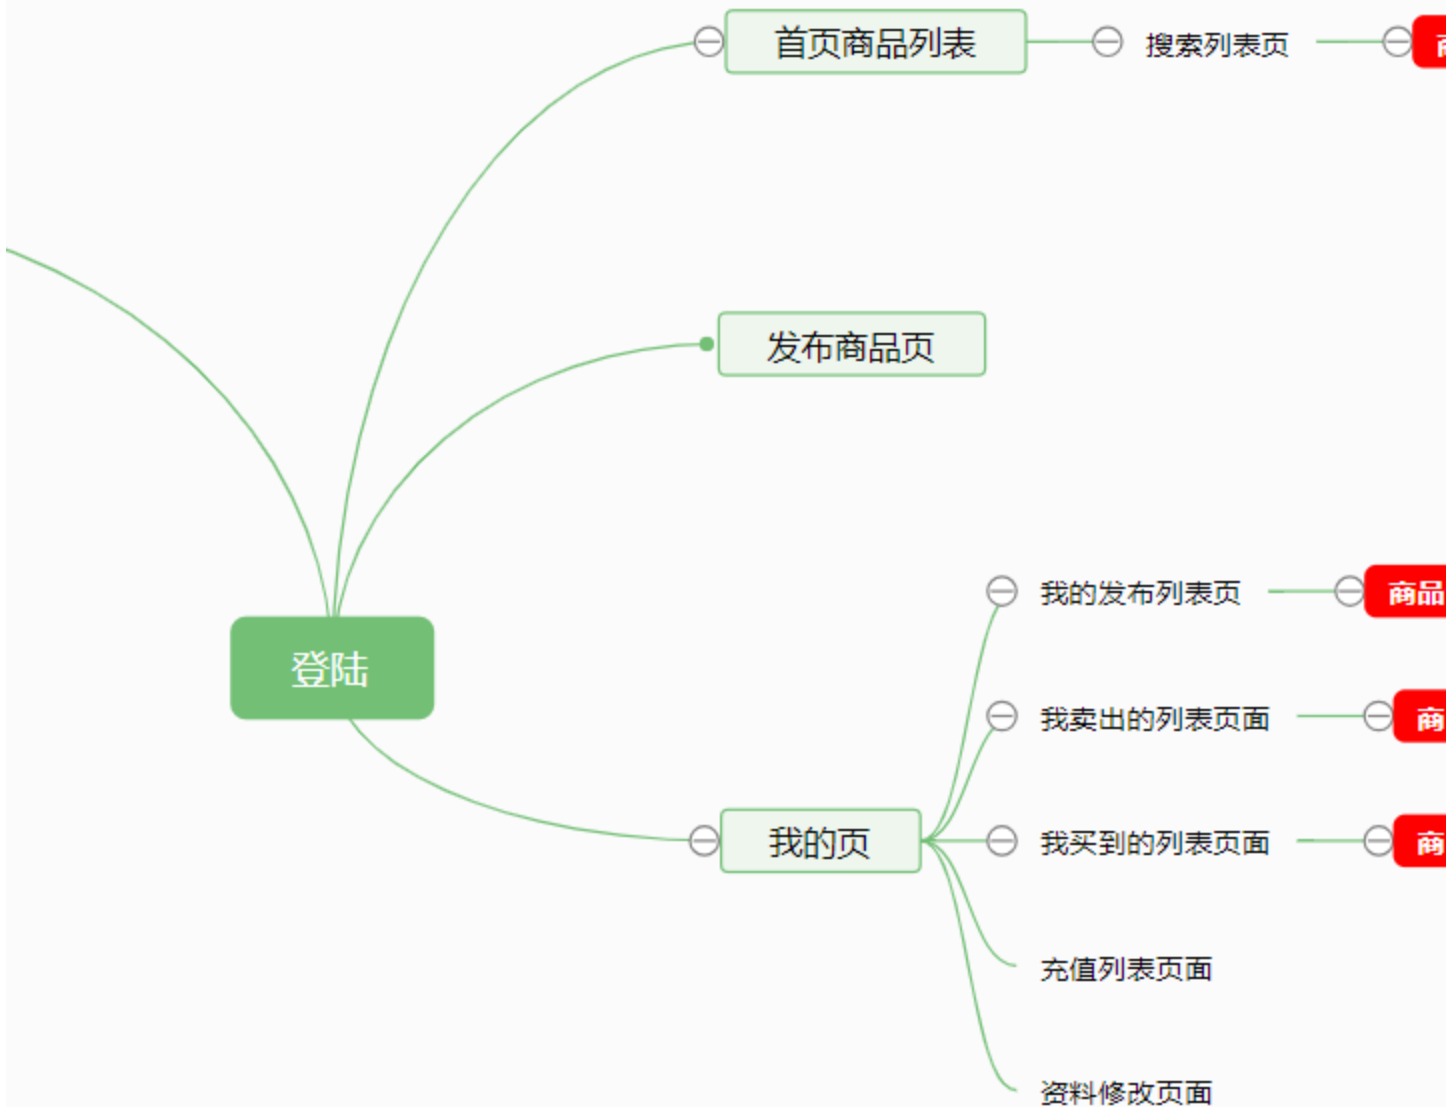 首页商品列表
搜索列表页
发布商品页
登陆
我的发布列表页
商品
我卖出的列表页面
商
我的页
我买到的列表页面
商
充值列表页面
资料修改页面